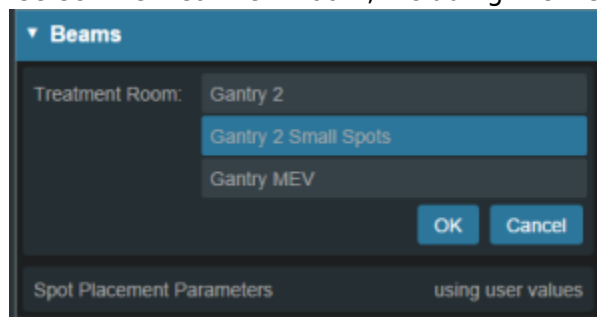 Beams
Treatment Room: Gantry 2
Gantry 2 Small Spots
Gantry MEV
OK Cancel
Spot Placement Parameters using user values